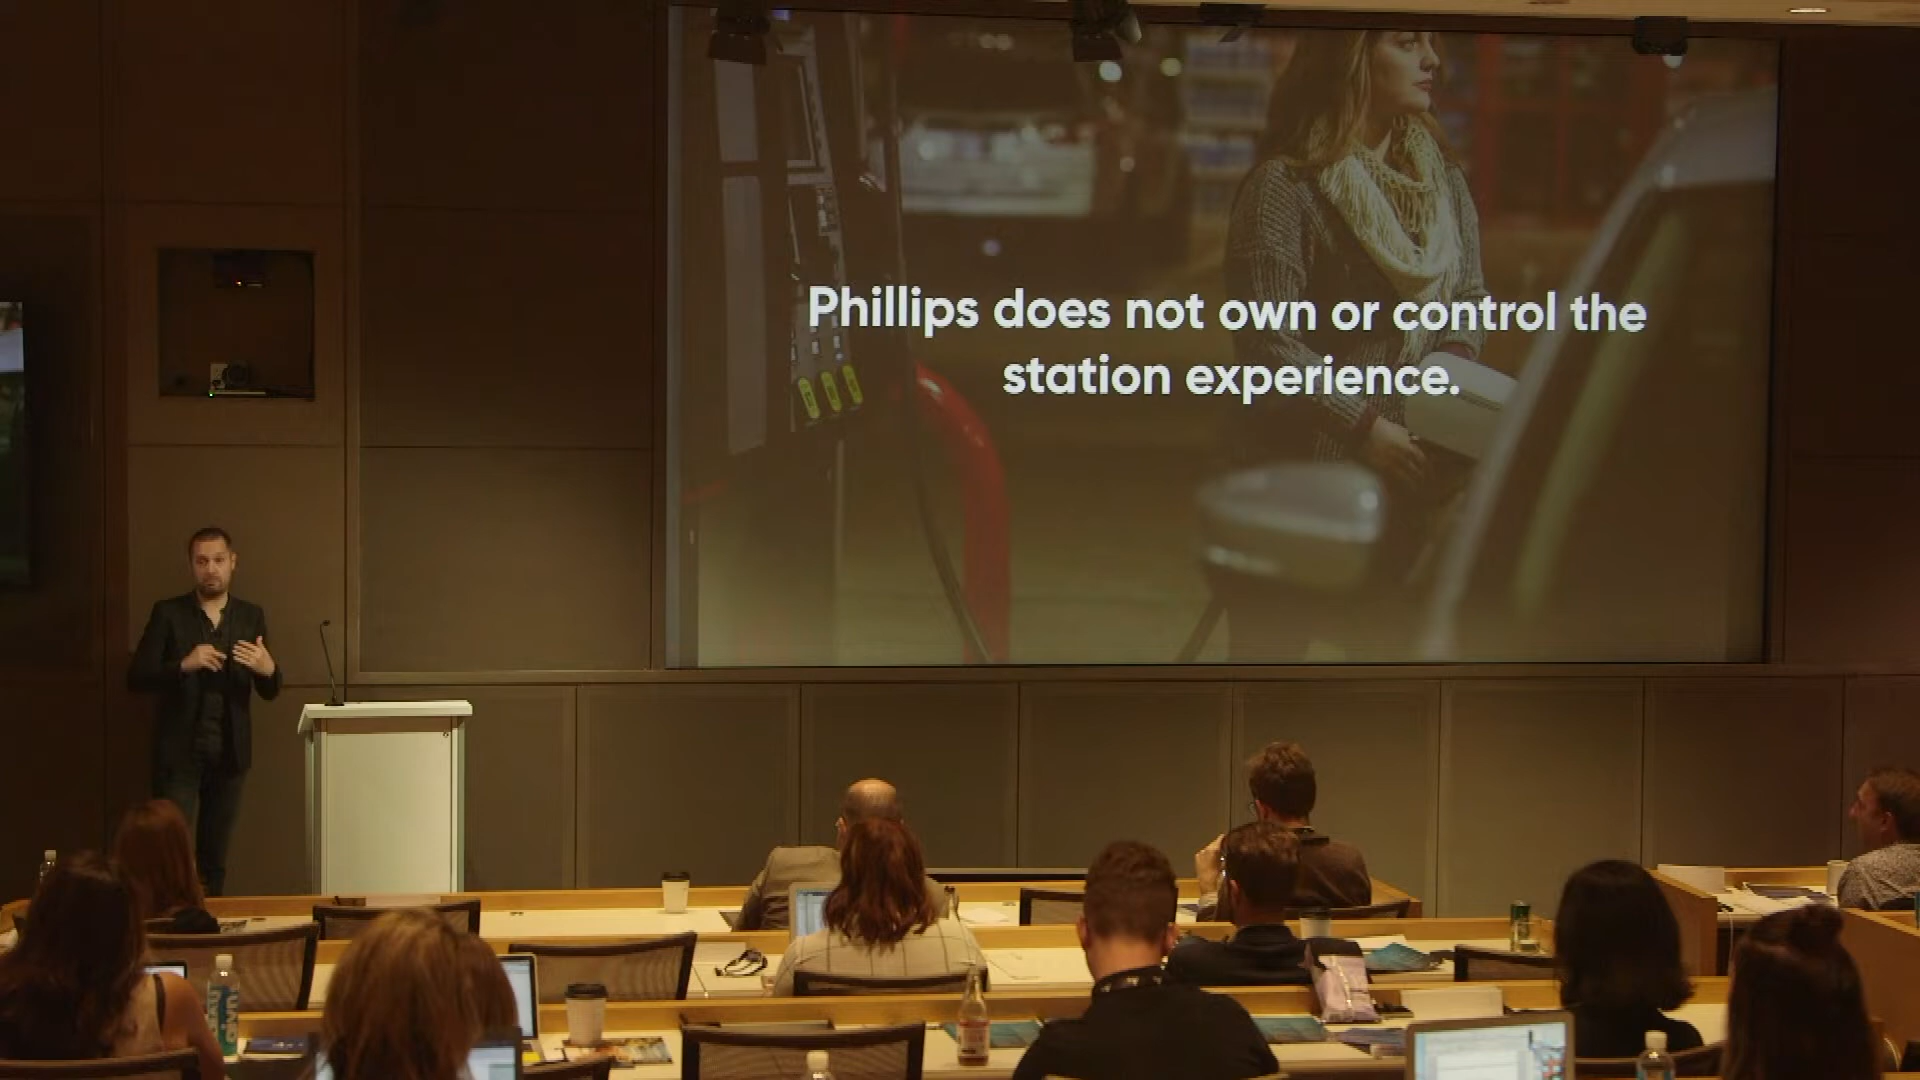 Phillips does not own or control the
station experience.